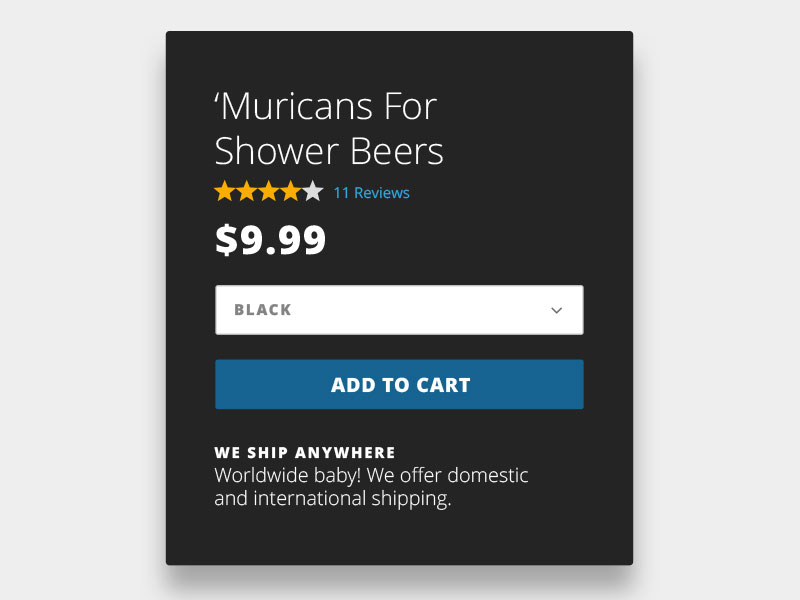 ‘Muricans For
Shower Beers
11 Reviews
$9.99
BLACK
ADD TO CART
WE SHIP ANYWHERE
Worldwide baby! We offer domestic
and international shipping.